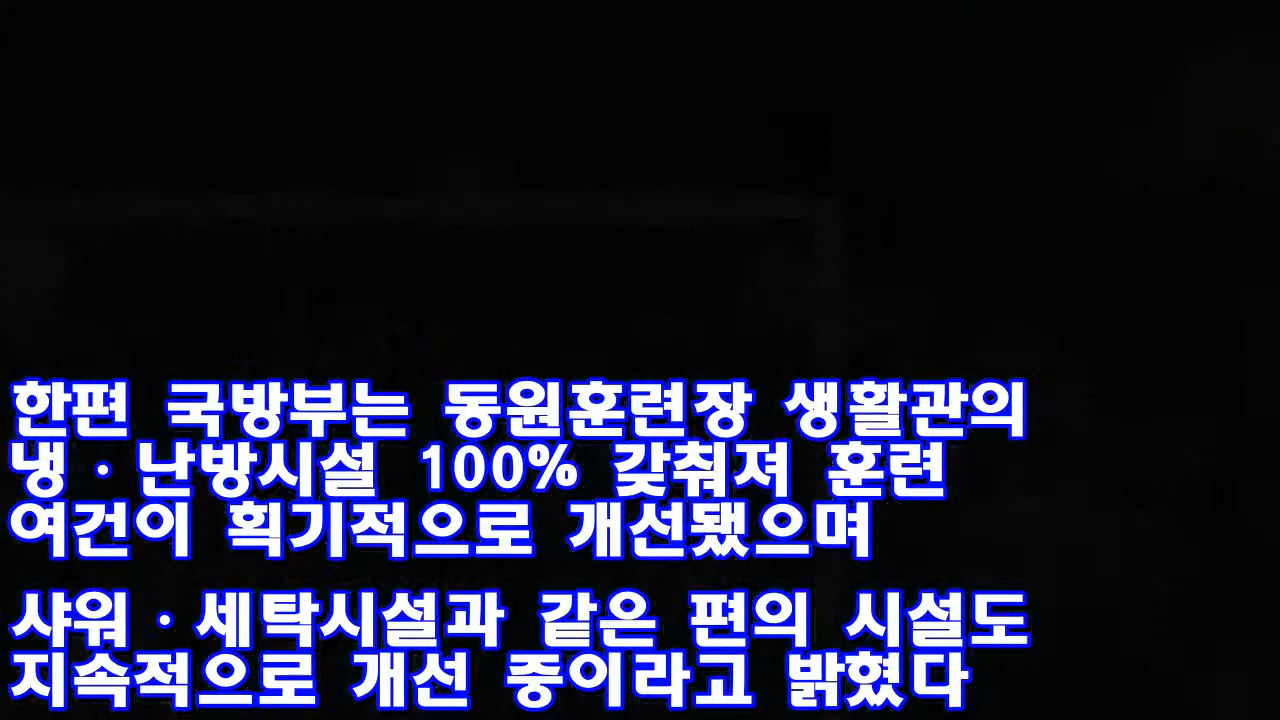 한편 국방부는 동원훈련장 생활관의
냉·난방시설 100% 갖춰져 훈련
여건이 획기적으로 개선됐으며
샤워·세탁시설과 같은 편의 시설도
지속적으로 개선 중이라고 밝혔다